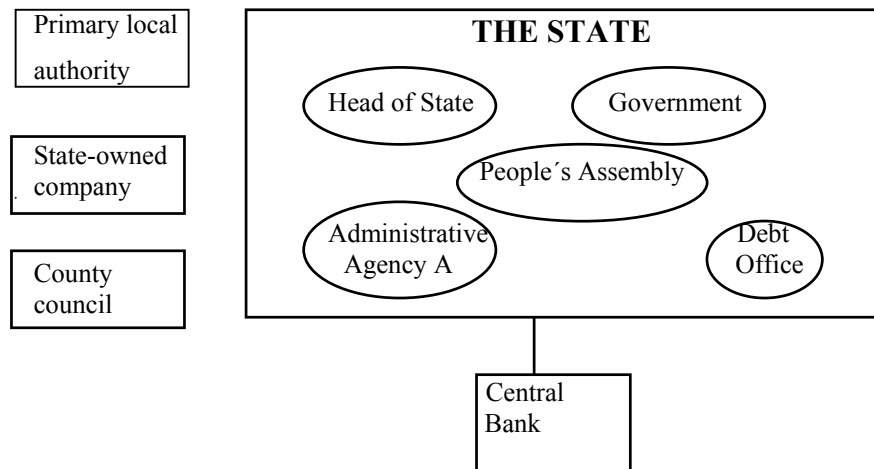 Primary local
authority
State-owned
company
County
council
THE STATE
Head of State
Government
People´s Assembly
Administrative
Agency A
Debt
Office
Central
Bank